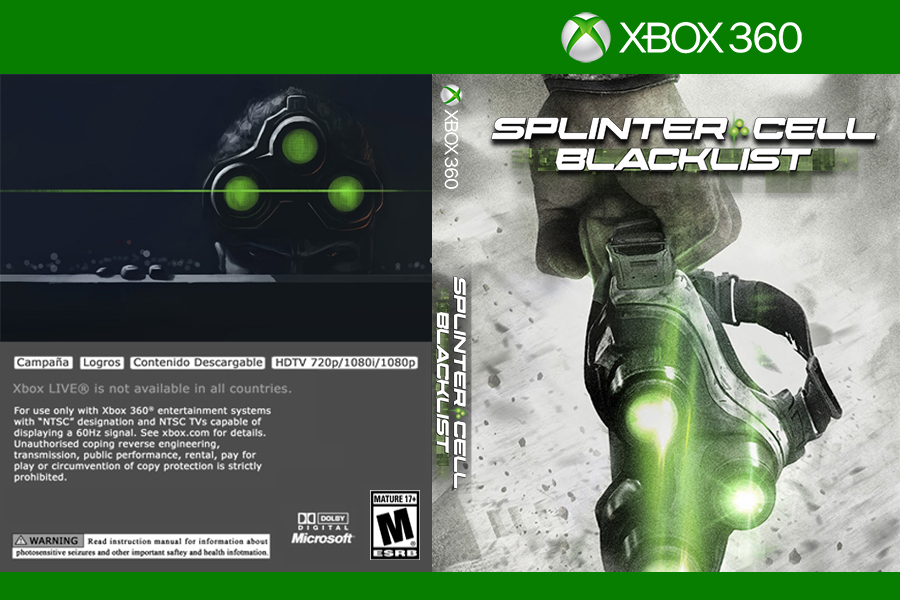 XBOX 360
XBOX 360
SPLINTER CELL
BLACKLIST
SPLINTER CELL
BLACKLIST
Campaña Logros Contenido Descargable HDTV 720p/1080i/1080p
Xbox LIVE® is not available in all countries.
For use only with Xbox 360® entertainment systems
with “NTSC” designation and NTSC TVs capable of
displaying a 60Hz signal. See xbox.com for details.
Unauthorised coping reverse engineering,
transmission, public performance, rental, pay for
play or circumvention of copy protection is strictly
prohibited.
WARNING Read instruction manual for information about
photosensitive seizures and other important saftey and health infotmation.
DOLBY
DIGITAL
Microsoft®
MATURE 17+
M
ESRB